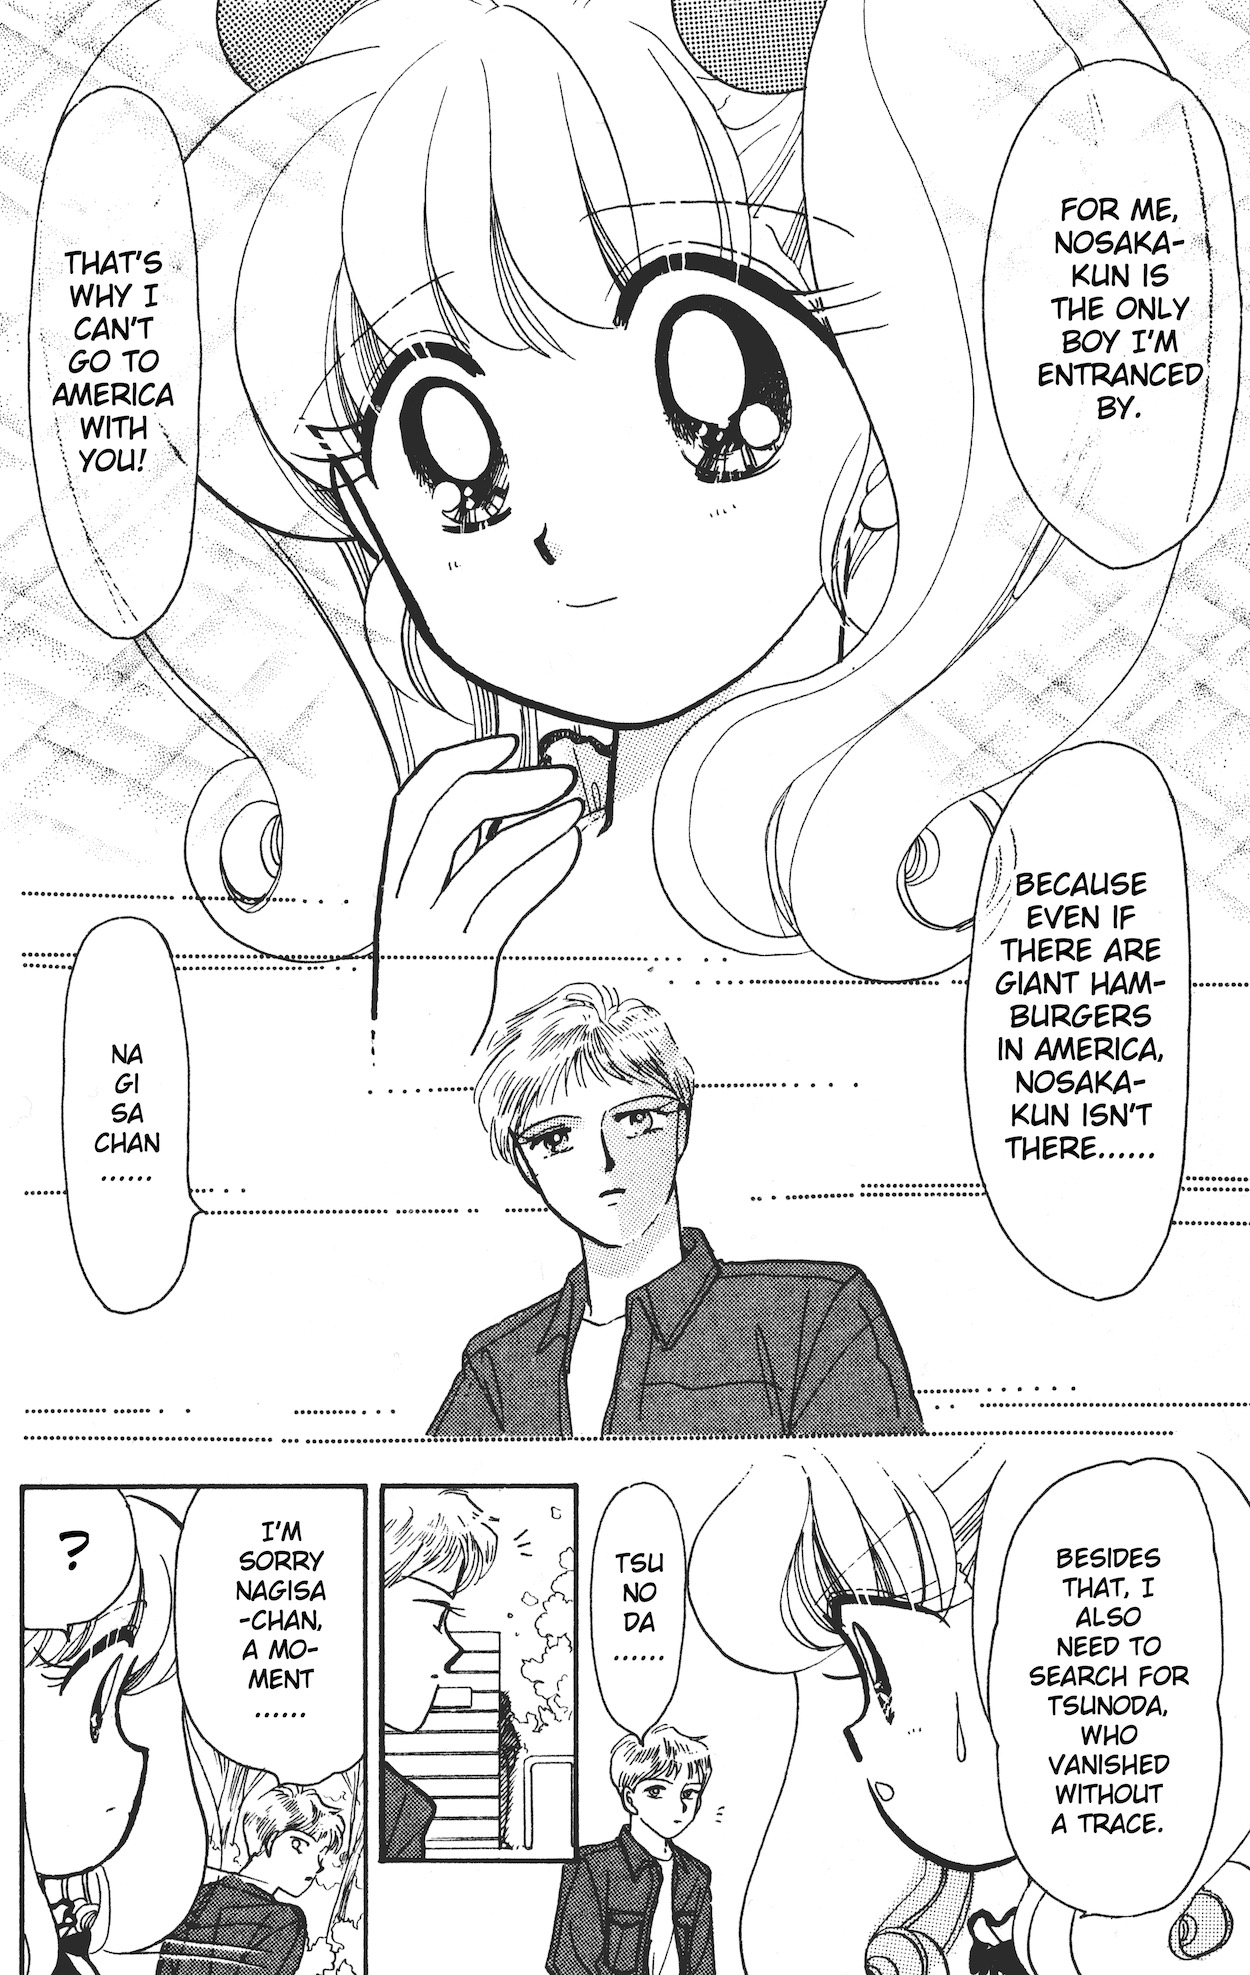 FOR ME,
NOSAKA-
KUN IS
THE ONLY
BOY I'M
ENTRANCED
BY.
THAT'S
WHY I
CAN'T
GO TO
AMERICA
WITH
YOU!
BECAUSE
EVEN IF
THERE ARE
GIANT HAM-
BURGERS
IN AMERICA,
NOSAKA-
KUN ISN'T
THERE......
NA
GI
SA
CHAN
......
BESIDES
THAT, I
ALSO
NEED TO
SEARCH FOR
TSUNODA,
WHO
VANISHED
WITHOUT
A TRACE.
TSU
NO
DA
......
I'M
SORRY
NAGISA
-CHAN,
A MO-
MENT
......
?